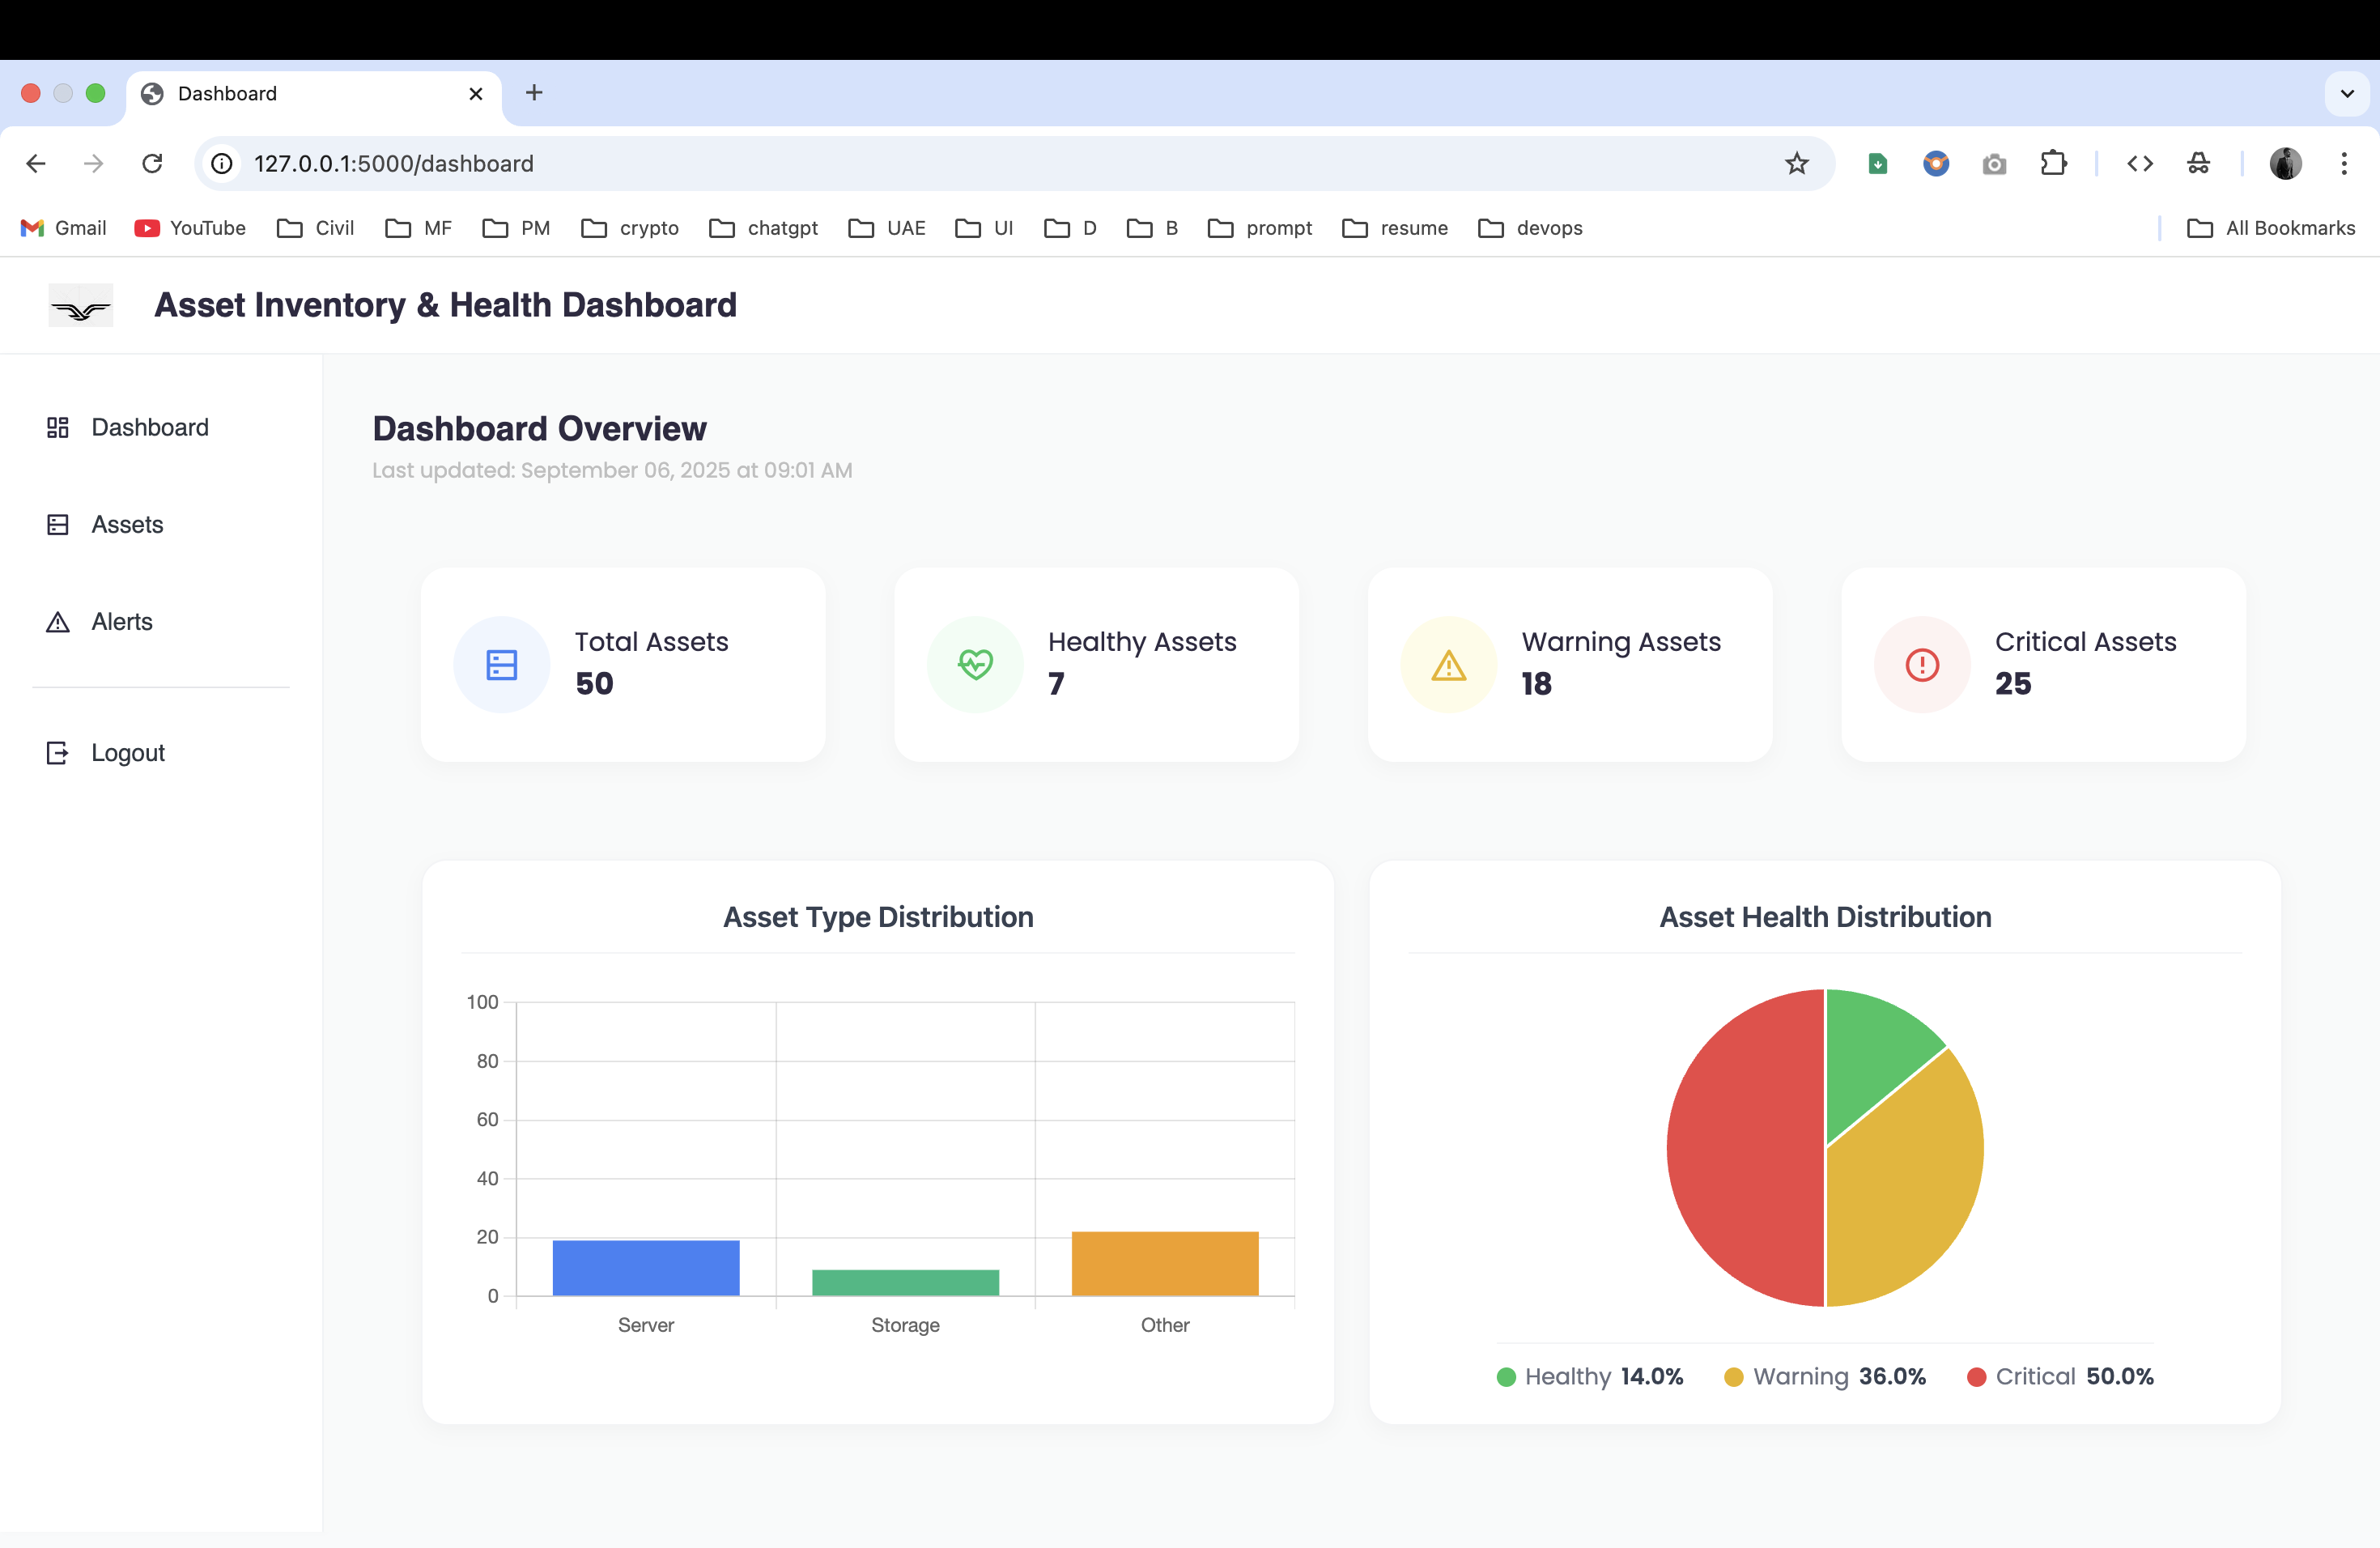 Dashboard
127.0.0.1:5000/dashboard
Gmail YouTube Civil MF PM crypto chatgpt UAE UI D B prompt resume devops All Bookmarks
Asset Inventory & Health Dashboard
Dashboard
Assets
Alerts
Logout
Dashboard Overview
Last updated: September 06, 2025 at 09:01 AM
Total Assets
50
Healthy Assets
7
Warning Assets
18
Critical Assets
25
Asset Type Distribution
100
80
60
40
20
0
Server Storage Other
Asset Health Distribution
Healthy 14.0% Warning 36.0% Critical 50.0%